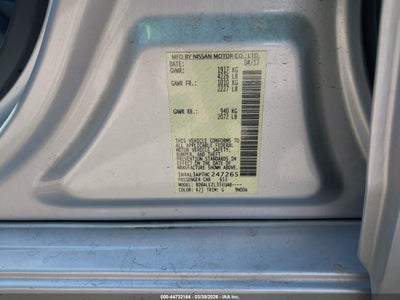 MFD BY NISSAN MOTOR CO., LTD.
DATE: 04/17
GVWR: 1917 KG
4226 LB
GAWR FR.: 1010 KG
2227 LB
GAWR RR.: 940 KG
2072 LB
THIS VEHICLE CONFORMS TO
ALL APPLICABLE FEDERAL
MOTOR VEHICLE SAFETY,
BUMPER, AND THEFT
PREVENTION STANDARDS IN
EFFECT ON THE DATE OF
MANUFACTURE SHOWN ABOVE.
1N4AL3AP7HC247265
PASSENGER CAR
COLOR: K23 TRIM: G
000-44732164 | 03/30/2026 | IAA Inc.